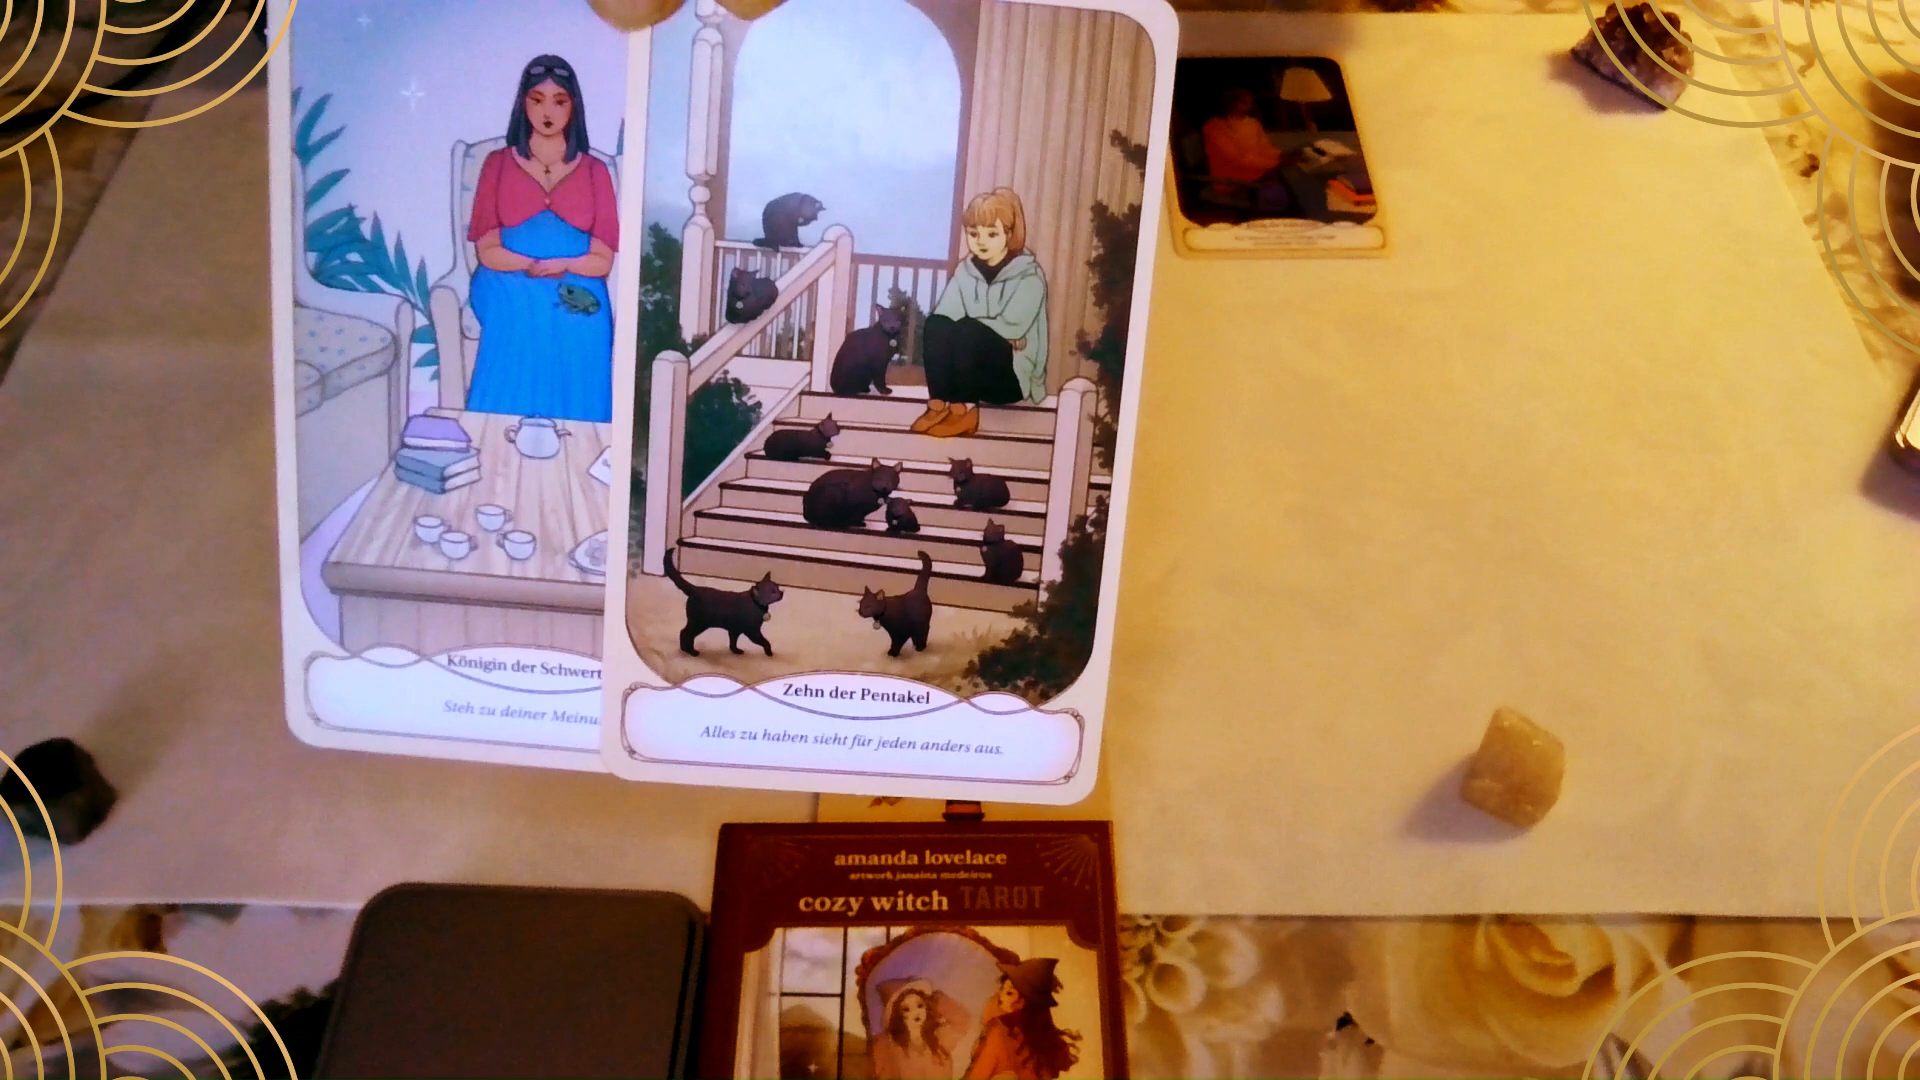 Königin der Schwert
Steh zu deiner Meinu
Zehn der Pentakel
Alles zu haben sieht für jeden anders aus.
amanda lovelace
artwork janaina medeiros
cozy witch TAROT